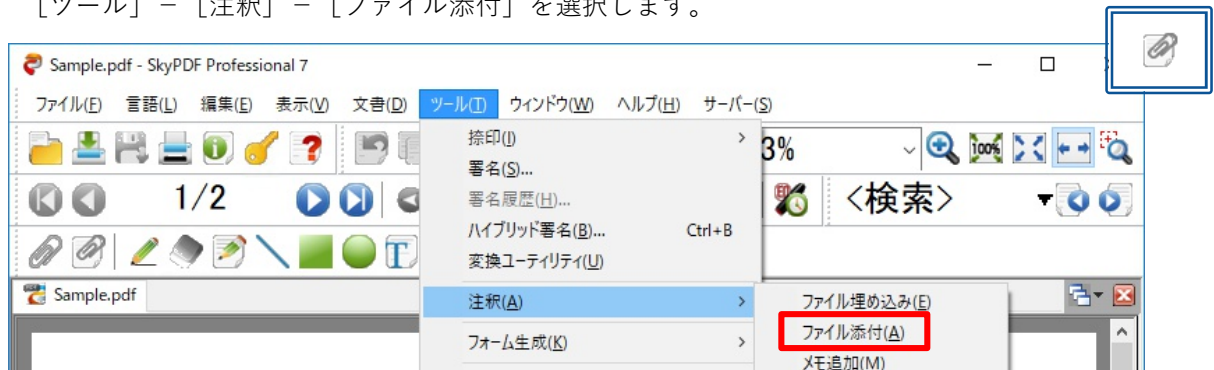 [ツール] － [注釈] － [ファイル添付] を選択します。
Sample.pdf - SkyPDF Professional 7
ファイル(F) 言語(L) 編集(E) 表示(V) 文書(D) ツール(T) ウィンドウ(W) ヘルプ(H) サーバー(S)
捺印(I)
3%
100%
署名(S)...
1/2
署名履歴(H)...
<検索>
ハイブリッド署名(B)... Ctrl+B
T
変換ユーティリティ(U)
Sample.pdf
注釈(A)
ファイル埋め込み(E)
ファイル添付(A)
フォーム生成(K)
メモ追加(M)